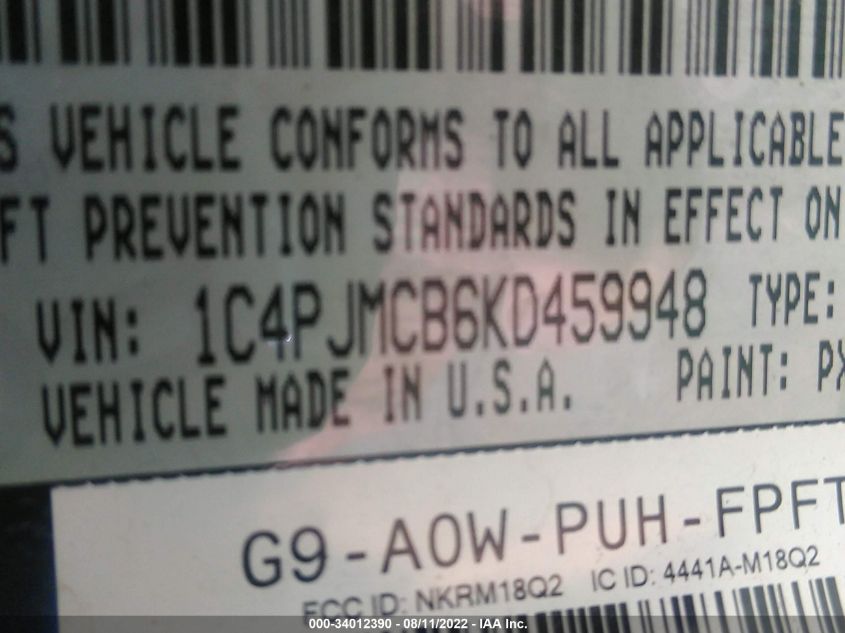 S VEHICLE CONFORMS TO ALL APPLICABLE
FT PREVENTION STANDARDS IN EFFECT ON
VIN: 1C4PJMCB6KD459948 TYPE:
VEHICLE MADE IN U.S.A. PAINT: PX
G9-A0W-PUH-FPFT
FCC ID: NKRM18Q2 IC ID: 4441A-M18Q2
000-34012390 - 08/11/2022 - IAA Inc.